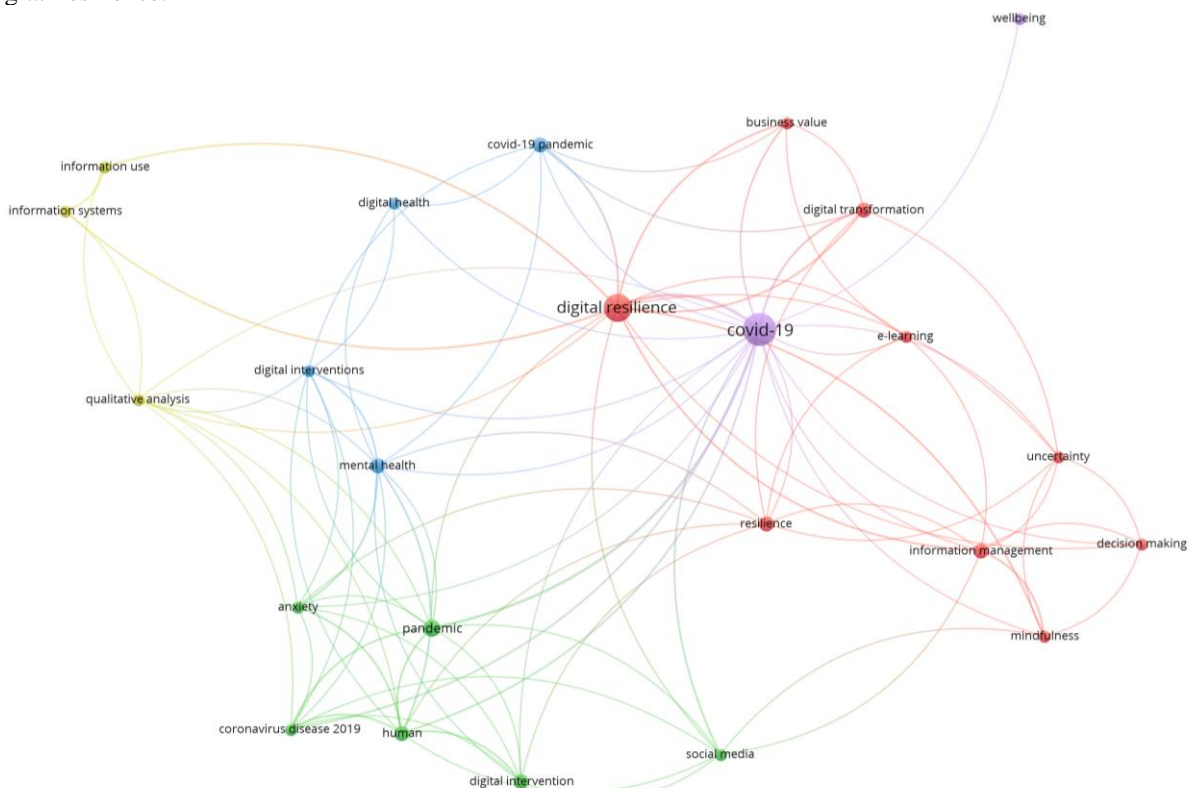 wellbeing
business value
covid-19 pandemic
information use
digital health
information systems
digital transformation
digital resilience
covid-19
e-learning
digital interventions
qualitative analysis
uncertainty
mental health
resilience
decision making
information management
anxiety
pandemic
mindfulness
coronavirus disease 2019
human
social media
digital intervention